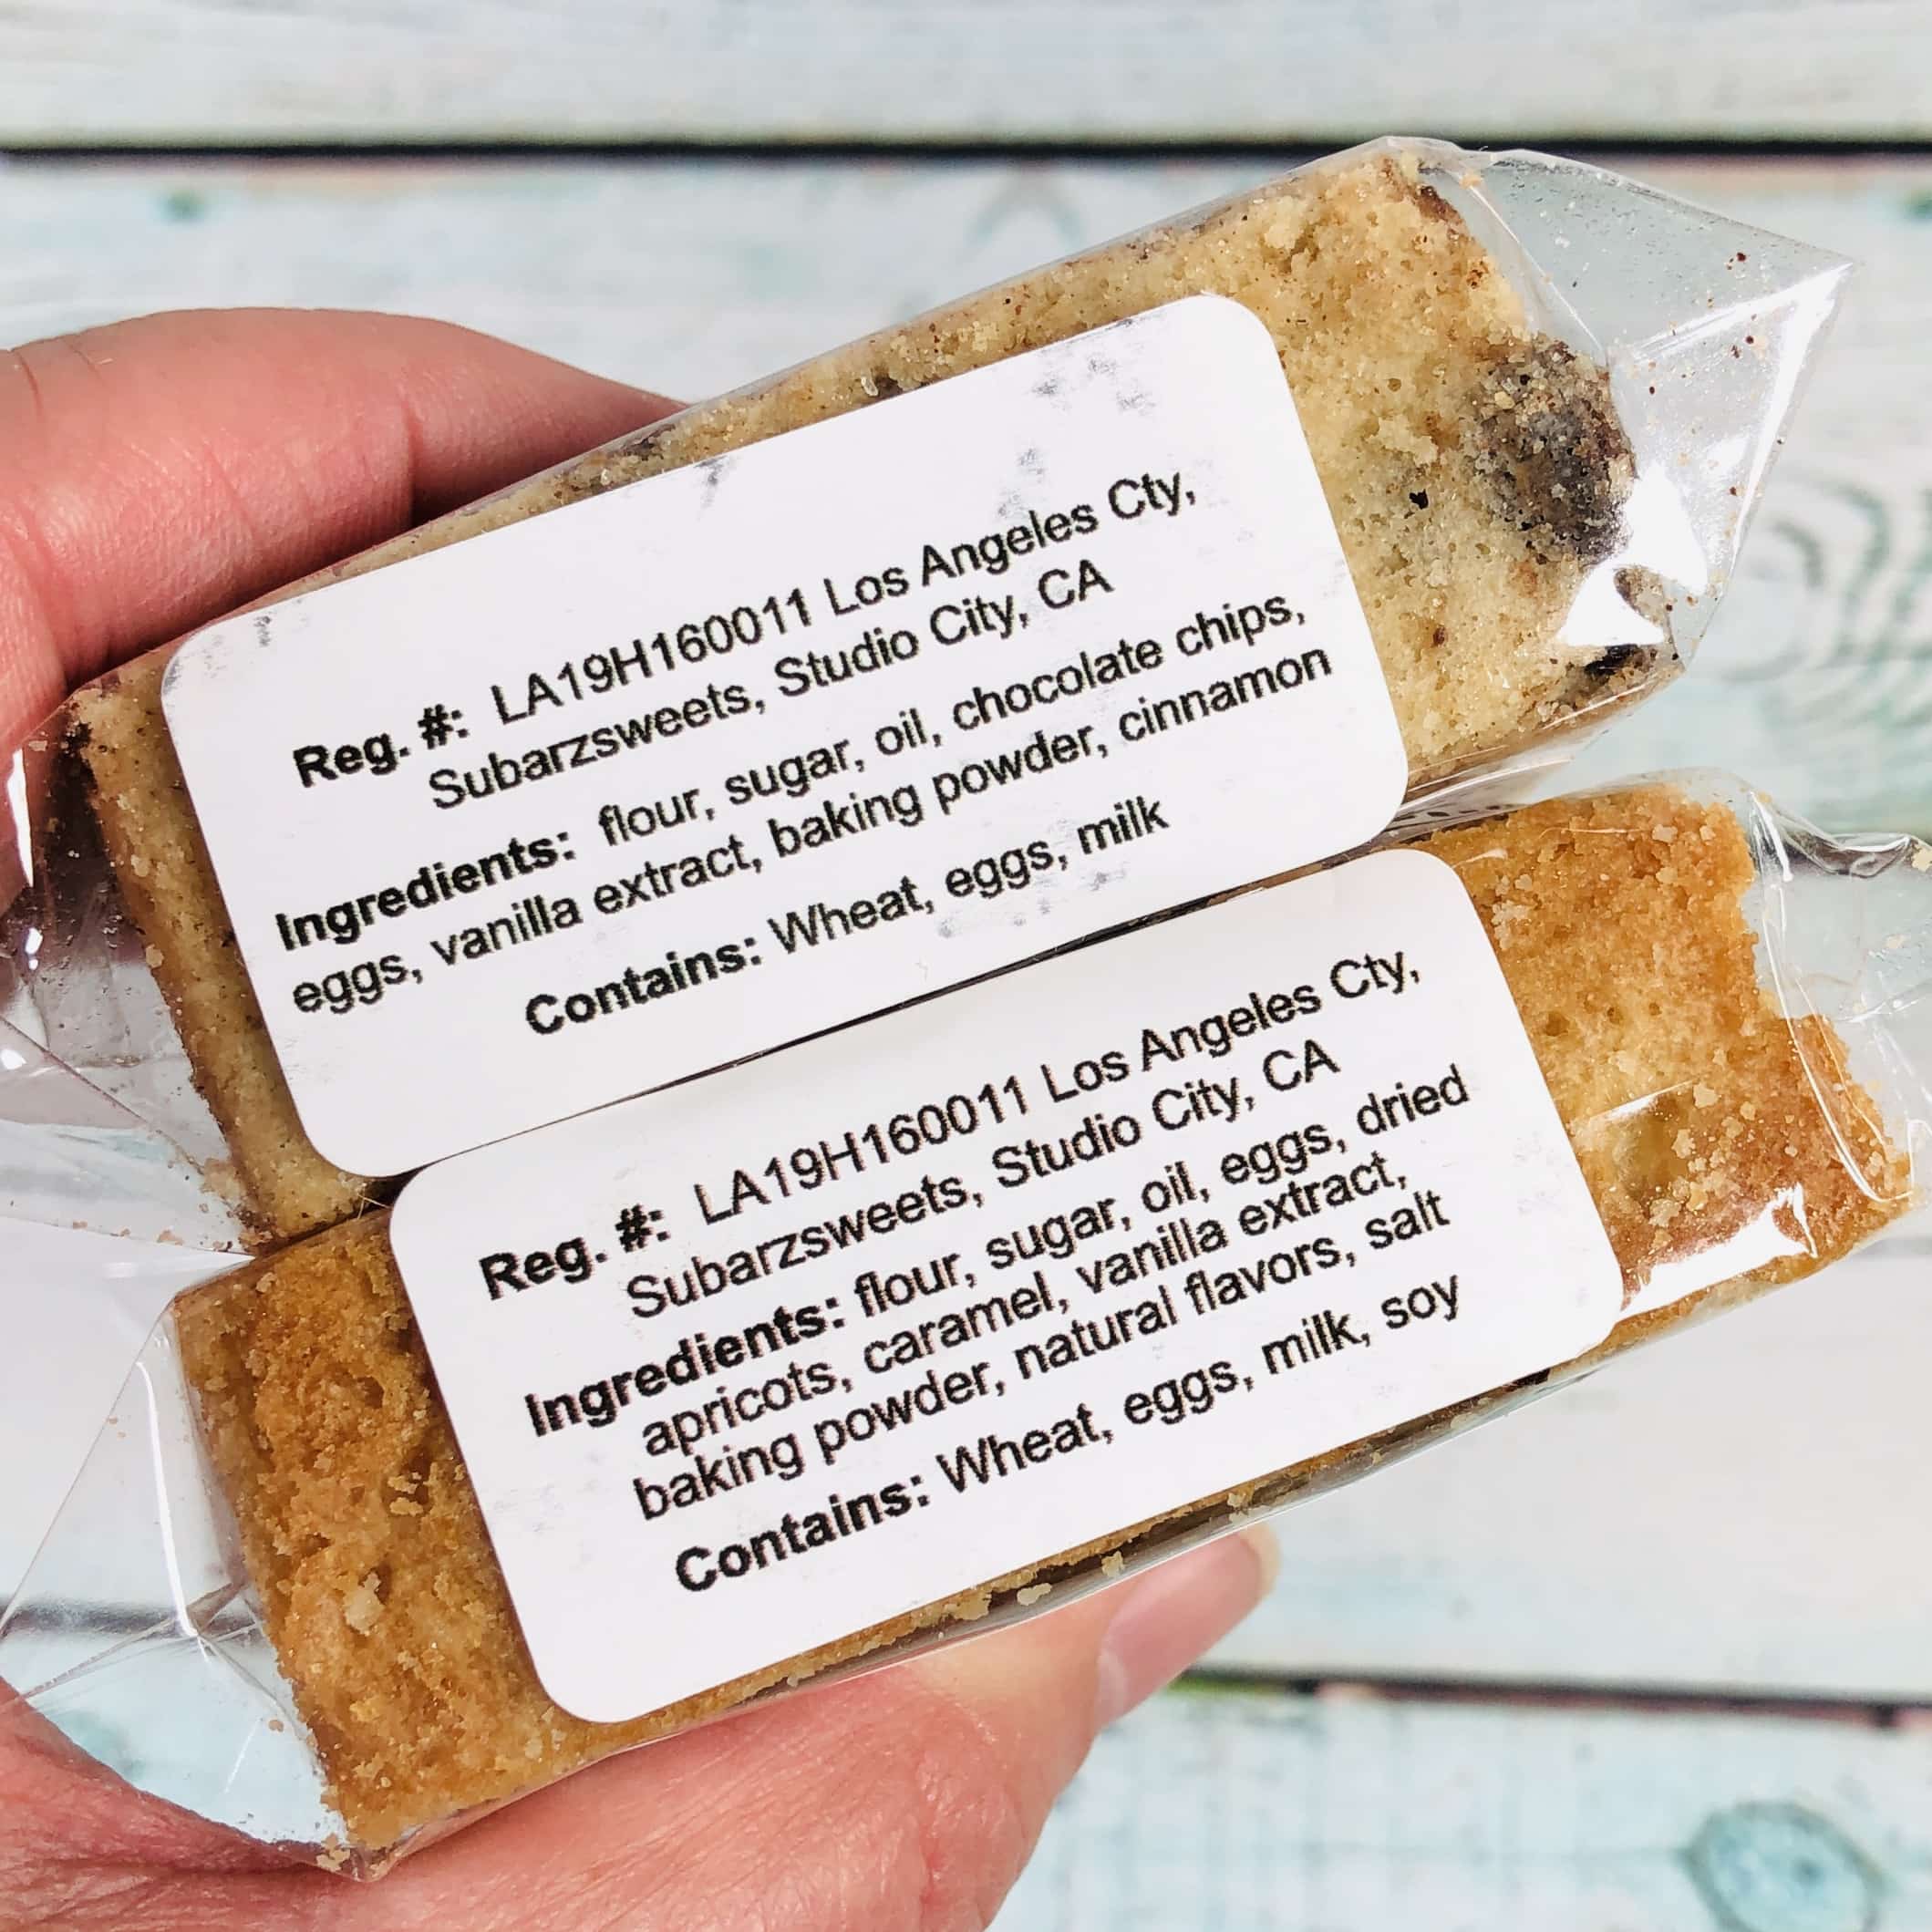 Reg. #: LA19H160011 Los Angeles Cty,
Subarzsweets, Studio City, CA
Ingredients: flour, sugar, oil, chocolate chips,
eggs, vanilla extract, baking powder, cinnamon
Contains: Wheat, eggs, milk
Reg. #: LA19H160011 Los Angeles Cty,
Subarzsweets, Studio City, CA
Ingredients: flour, sugar, oil, eggs, dried
apricots, caramel, vanilla extract,
baking powder, natural flavors, salt
Contains: Wheat, eggs, milk, soy